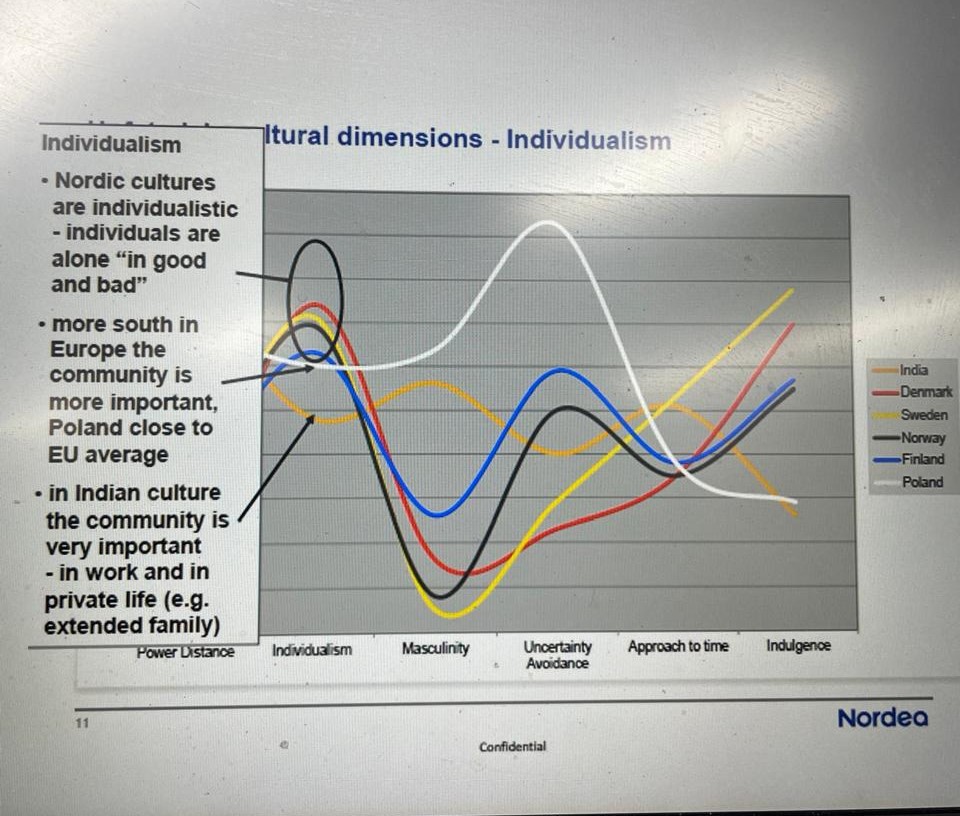 ltural dimensions - Individualism
Individualism
• Nordic cultures
are individualistic
- individuals are
alone “in good
and bad”
• more south in
Europe the
community is
more important,
Poland close to
EU average
• in Indian culture
the community is
very important
- in work and in
private life (e.g.
extended family)
India
Denmark
Sweden
Norway
Finland
Poland
Power Distance
Individualism
Masculinity
Uncertainty
Avoidance
Approach to time
Indulgence
11
Nordea
Confidential